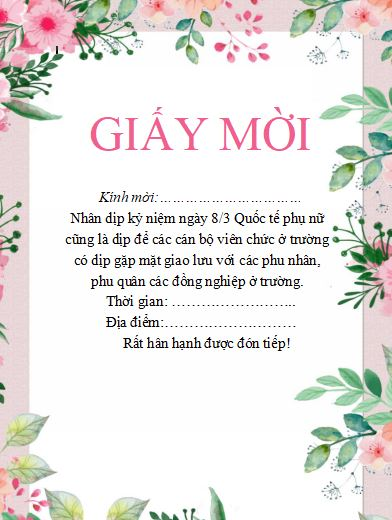 GIẤY MỜI
Kính mời:……………………………
Nhân dịp kỷ niệm ngày 8/3 Quốc tế phụ nữ
cũng là dịp để các cán bộ viên chức ở trường
có dịp gặp mặt giao lưu với các phu nhân,
phu quân các đồng nghiệp ở trường.
Thời gian: ……………………..
Địa điểm:………………………
Rất hân hạnh được đón tiếp!